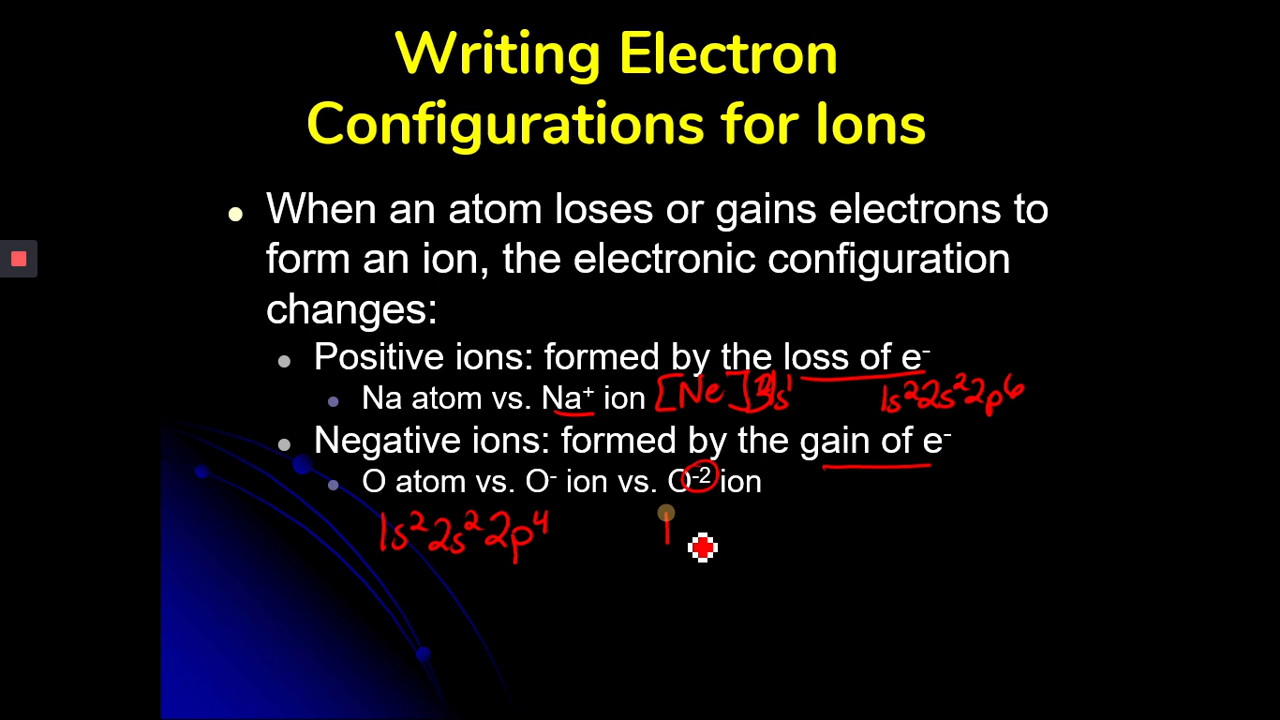 Writing Electron
Configurations for Ions
When an atom loses or gains electrons to
form an ion, the electronic configuration
changes:
Positive ions: formed by the loss of e⁻
Na atom vs. Na⁺ ion [Ne] s¹ 1s²2s²2p⁶
Negative ions: formed by the gain of e⁻
O atom vs. O⁻ ion vs. O⁻² ion
1s²2s²2p⁴ 1